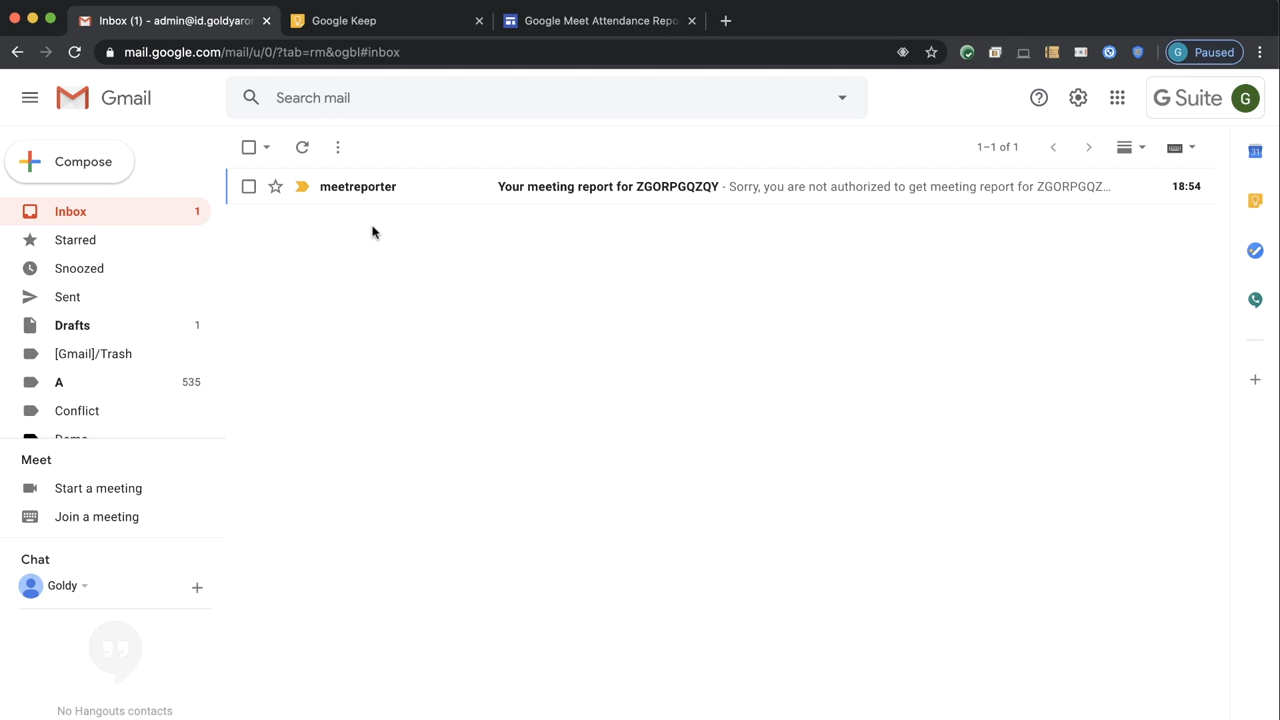 Inbox (1) - admin@id.goldyaror
Google Keep
Google Meet Attendance Repo
mail.google.com/mail/u/0/?tab=rm&ogbl#inbox
G Paused
Gmail
Search mail
G Suite G
Compose
1–1 of 1
meetreporter
Your meeting report for ZGORPGQZQY - Sorry, you are not authorized to get meeting report for ZGORPGQZ...
18:54
Inbox 1
Starred
Snoozed
Sent
Drafts 1
[Gmail]/Trash
A 535
Conflict
Meet
Start a meeting
Join a meeting
Chat
Goldy
No Hangouts contacts
31